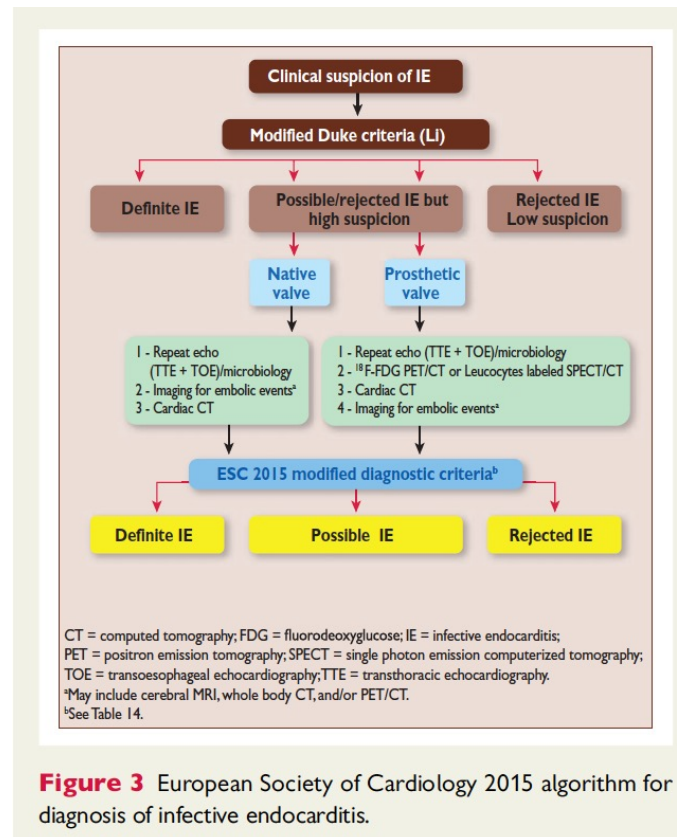 Clinical suspicion of IE
Modified Duke criteria (Li)
Definite IE
Possible/rejected IE but
high suspicion
Rejected IE
Low suspicion
Native
valve
Prosthetic
valve
1 - Repeat echo
(TTE + TOE)/microbiology
2 - Imaging for embolic eventsᵃ
3 - Cardiac CT
1 - Repeat echo (TTE + TOE)/microbiology
2 - ¹⁸F-FDG PET/CT or Leucocytes labeled SPECT/CT
3 - Cardiac CT
4 - Imaging for embolic eventsᵃ
ESC 2015 modified diagnostic criteriaᵇ
Definite IE
Possible IE
Rejected IE
CT = computed tomography; FDG = fluorodeoxyglucose; IE = infective endocarditis;
PET = positron emission tomography; SPECT = single photon emission computerized tomography;
TOE = transoesophageal echocardiography; TTE = transthoracic echocardiography.
ᵃMay include cerebral MRI, whole body CT, and/or PET/CT.
ᵇSee Table 14.
Figure 3 European Society of Cardiology 2015 algorithm for
diagnosis of infective endocarditis.